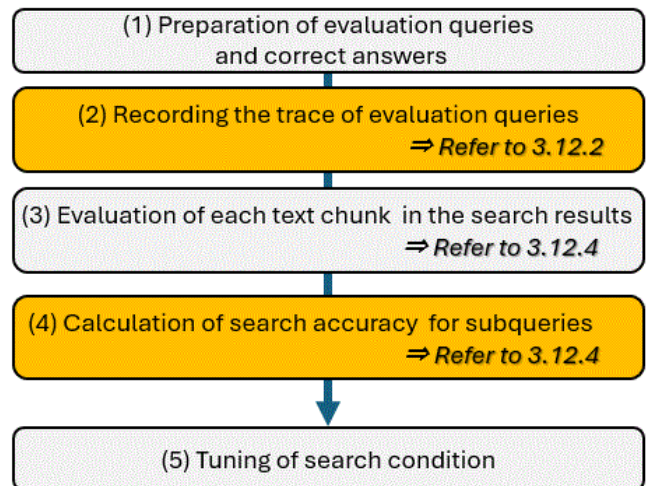 (1) Preparation of evaluation queries
and correct answers
(2) Recording the trace of evaluation queries
⇒ Refer to 3.12.2
(3) Evaluation of each text chunk in the search results
⇒ Refer to 3.12.4
(4) Calculation of search accuracy for subqueries
⇒ Refer to 3.12.4
(5) Tuning of search condition